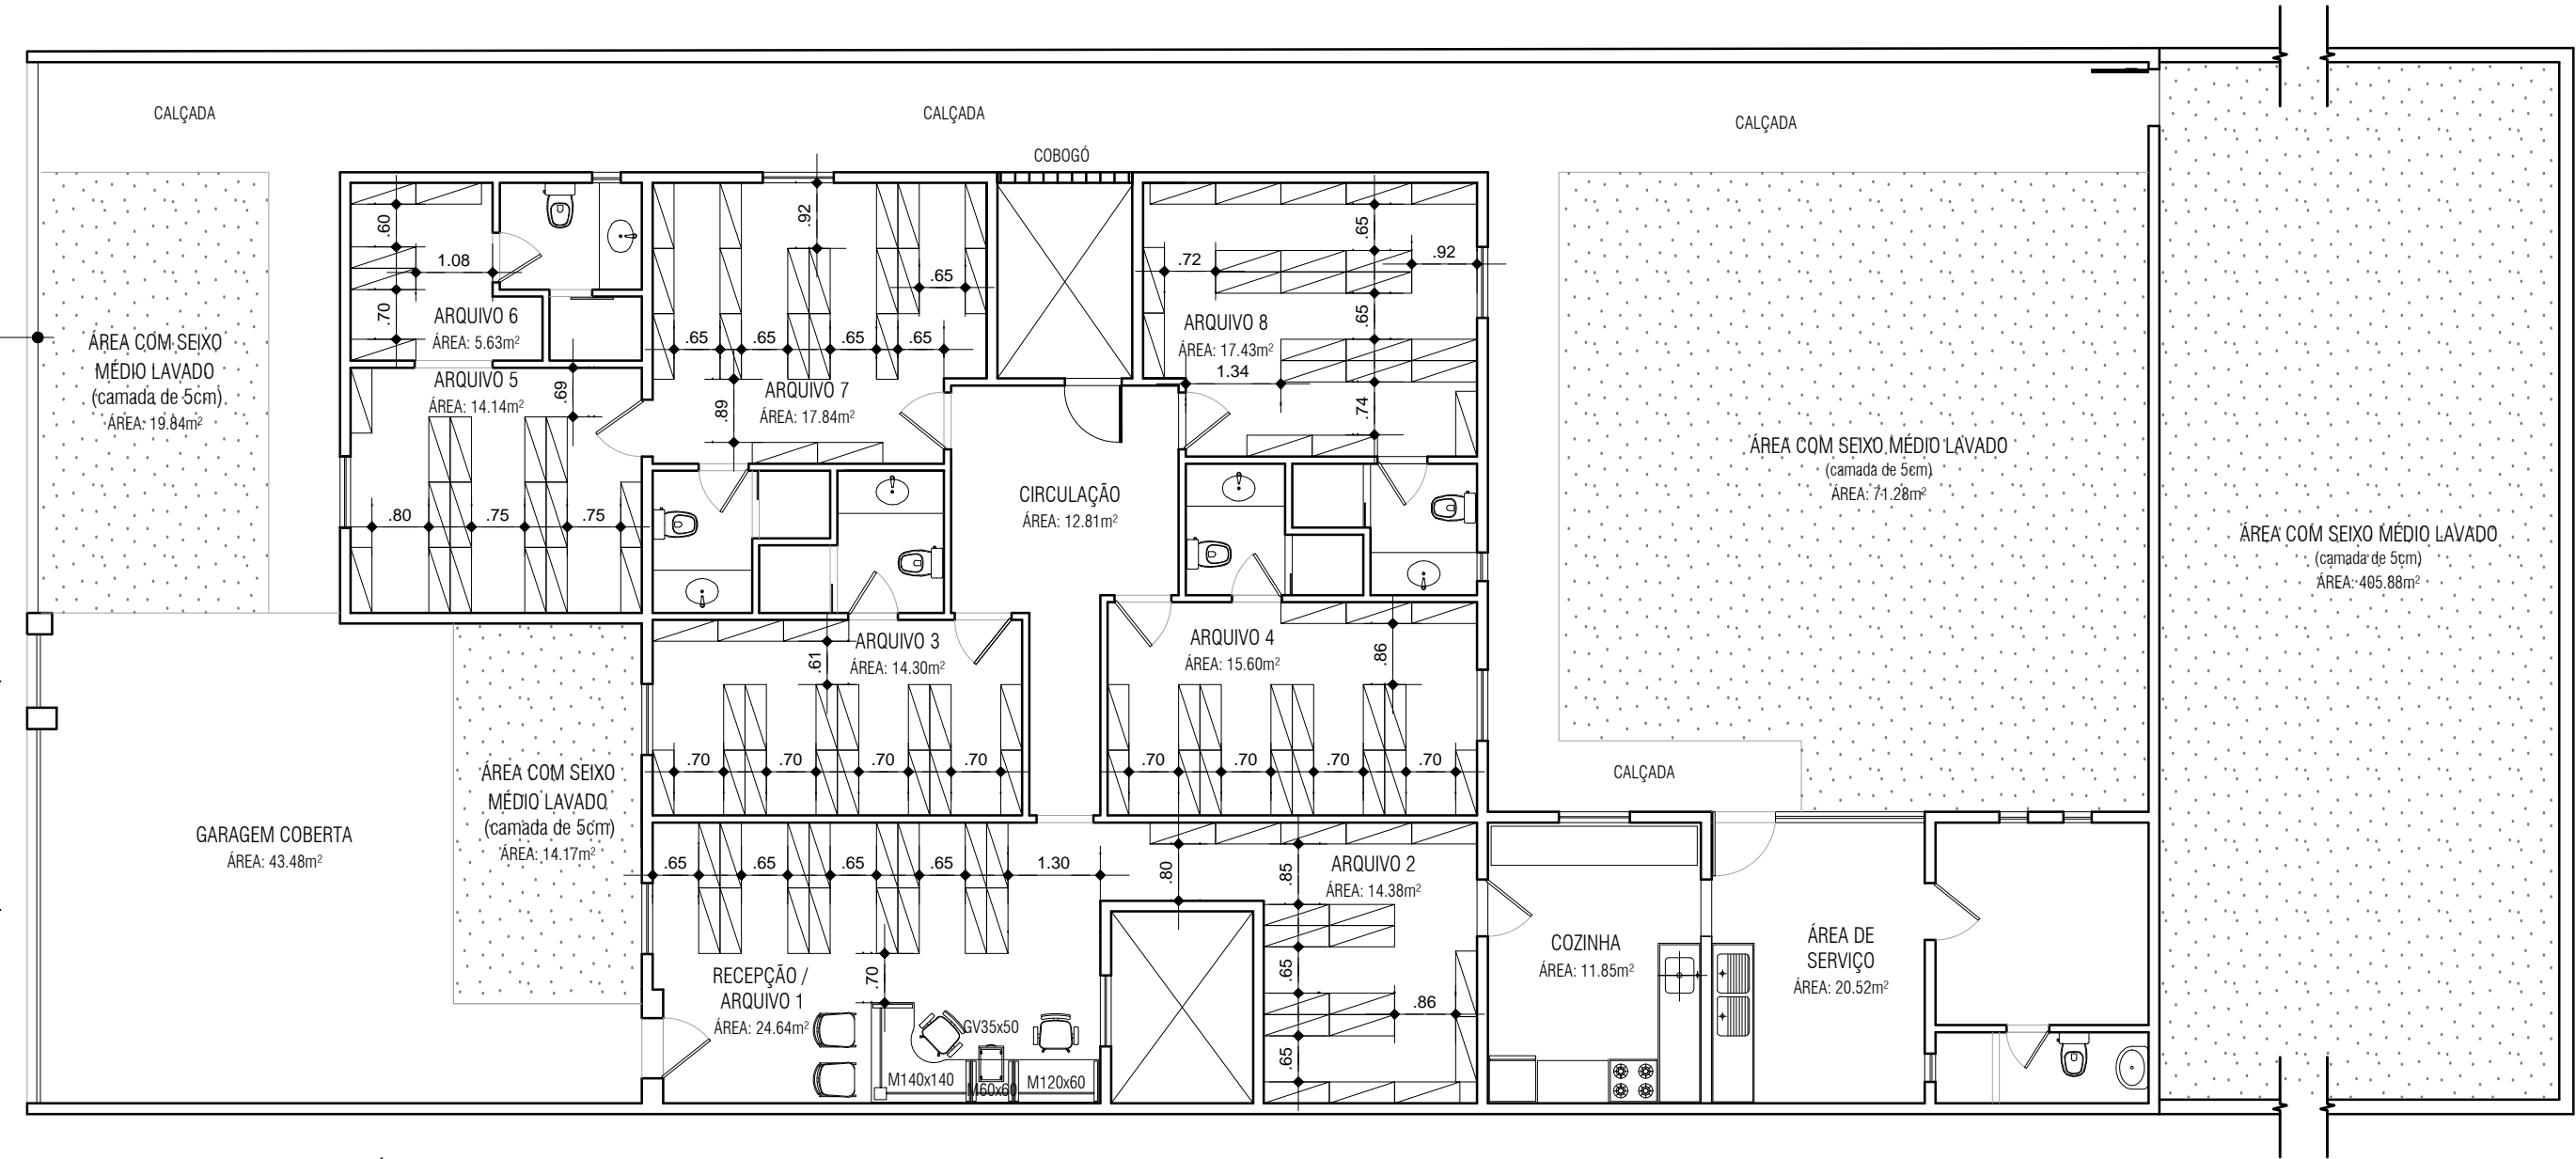 CALÇADA
CALÇADA
CALÇADA
COBOGÓ
.60
1.08
.70
ARQUIVO 6
ÁREA: 5.63m²
.92
.65
.65
.65
.65
.65
.89
ARQUIVO 7
ÁREA: 17.84m²
.65
.72
.92
.65
ARQUIVO 8
ÁREA: 17.43m²
1.34
.74
ÁREA COM SEIXO
MÉDIO LAVADO
(camada de 5cm)
ÁREA: 19.84m²
ARQUIVO 5
ÁREA: 14.14m²
.69
.80
.75
.75
CIRCULAÇÃO
ÁREA: 12.81m²
ÁREA COM SEIXO MÉDIO LAVADO
(camada de 5cm)
ÁREA: 71.28m²
ÁREA COM SEIXO MÉDIO LAVADO
(camada de 5cm)
ÁREA: 405.88m²
ARQUIVO 3
ÁREA: 14.30m²
.61
.70
.70
.70
.70
ARQUIVO 4
ÁREA: 15.60m²
.86
.70
.70
.70
.70
CALÇADA
ÁREA COM SEIXO
MÉDIO LAVADO
(camada de 5cm)
ÁREA: 14.17m²
GARAGEM COBERTA
ÁREA: 43.48m²
.65
.65
.65
.65
1.30
.80
.85
ARQUIVO 2
ÁREA: 14.38m²
.65
.86
.65
RECEPÇÃO /
ARQUIVO 1
ÁREA: 24.64m²
.70
GV35x50
M140x140
M60x60
M120x60
COZINHA
ÁREA: 11.85m²
ÁREA DE
SERVIÇO
ÁREA: 20.52m²